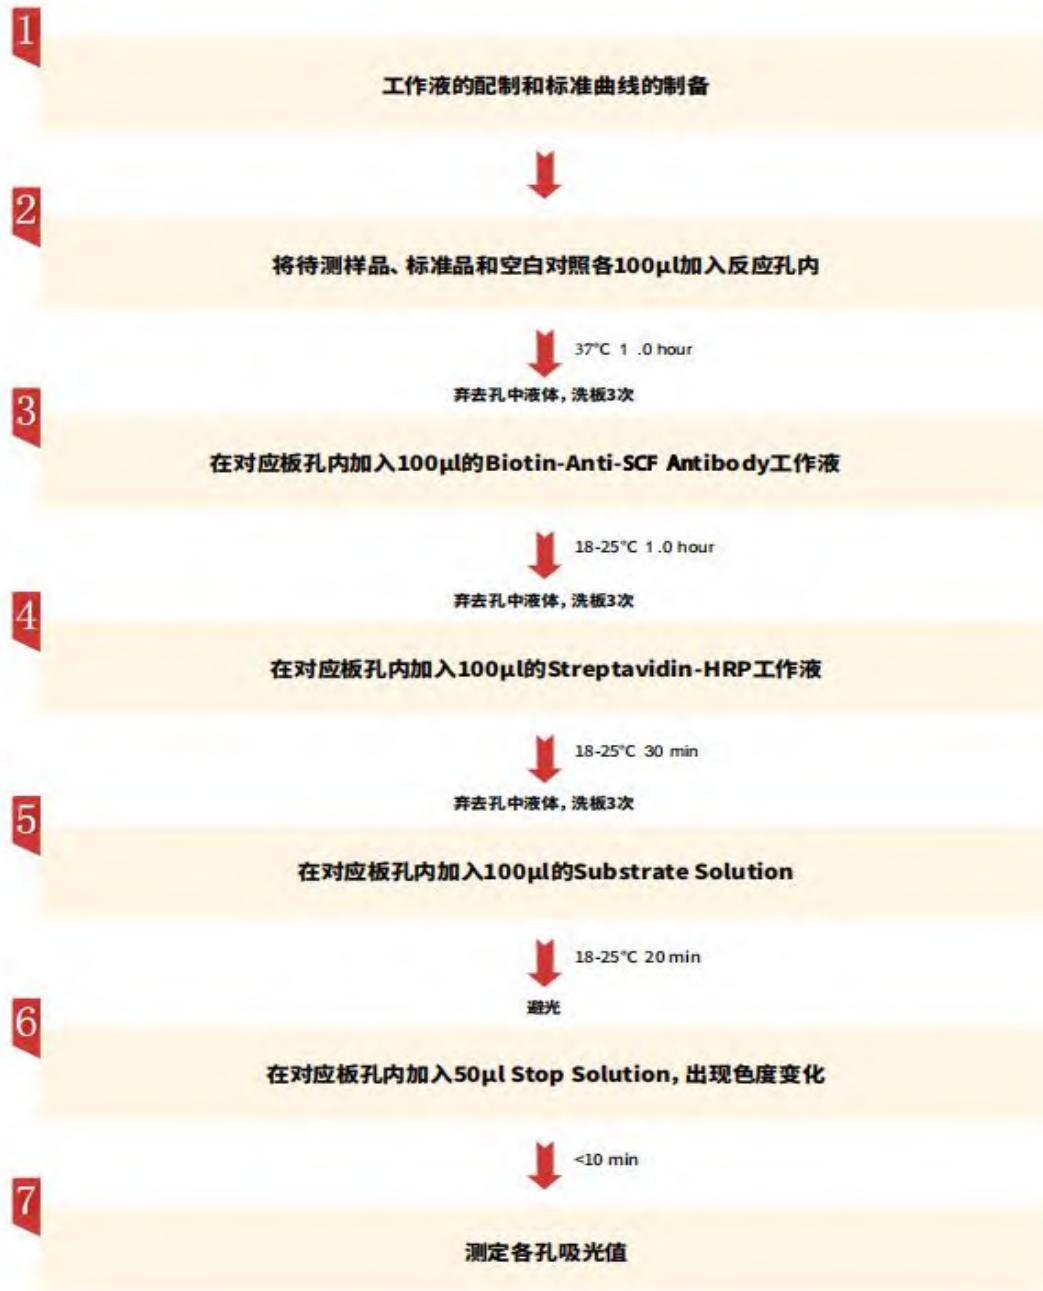 1
工作液的配制和标准曲线的制备
2
将待测样品、标准品和空白对照各100μl加入反应孔内
37°C 1 .0 hour
弃去孔中液体，洗板3次
3
在对应板孔内加入100μl的Biotin-Anti-SCF Antibody工作液
18-25°C 1.0 hour
弃去孔中液体，洗板3次
4
在对应板孔内加入100μl的Streptavidin-HRP工作液
18-25°C 30 min
弃去孔中液体，洗板3次
5
在对应板孔内加入100μl的Substrate Solution
18-25°C 20 min
避光
6
在对应板孔内加入50μl Stop Solution，出现色度变化
<10 min
7
测定各孔吸光值